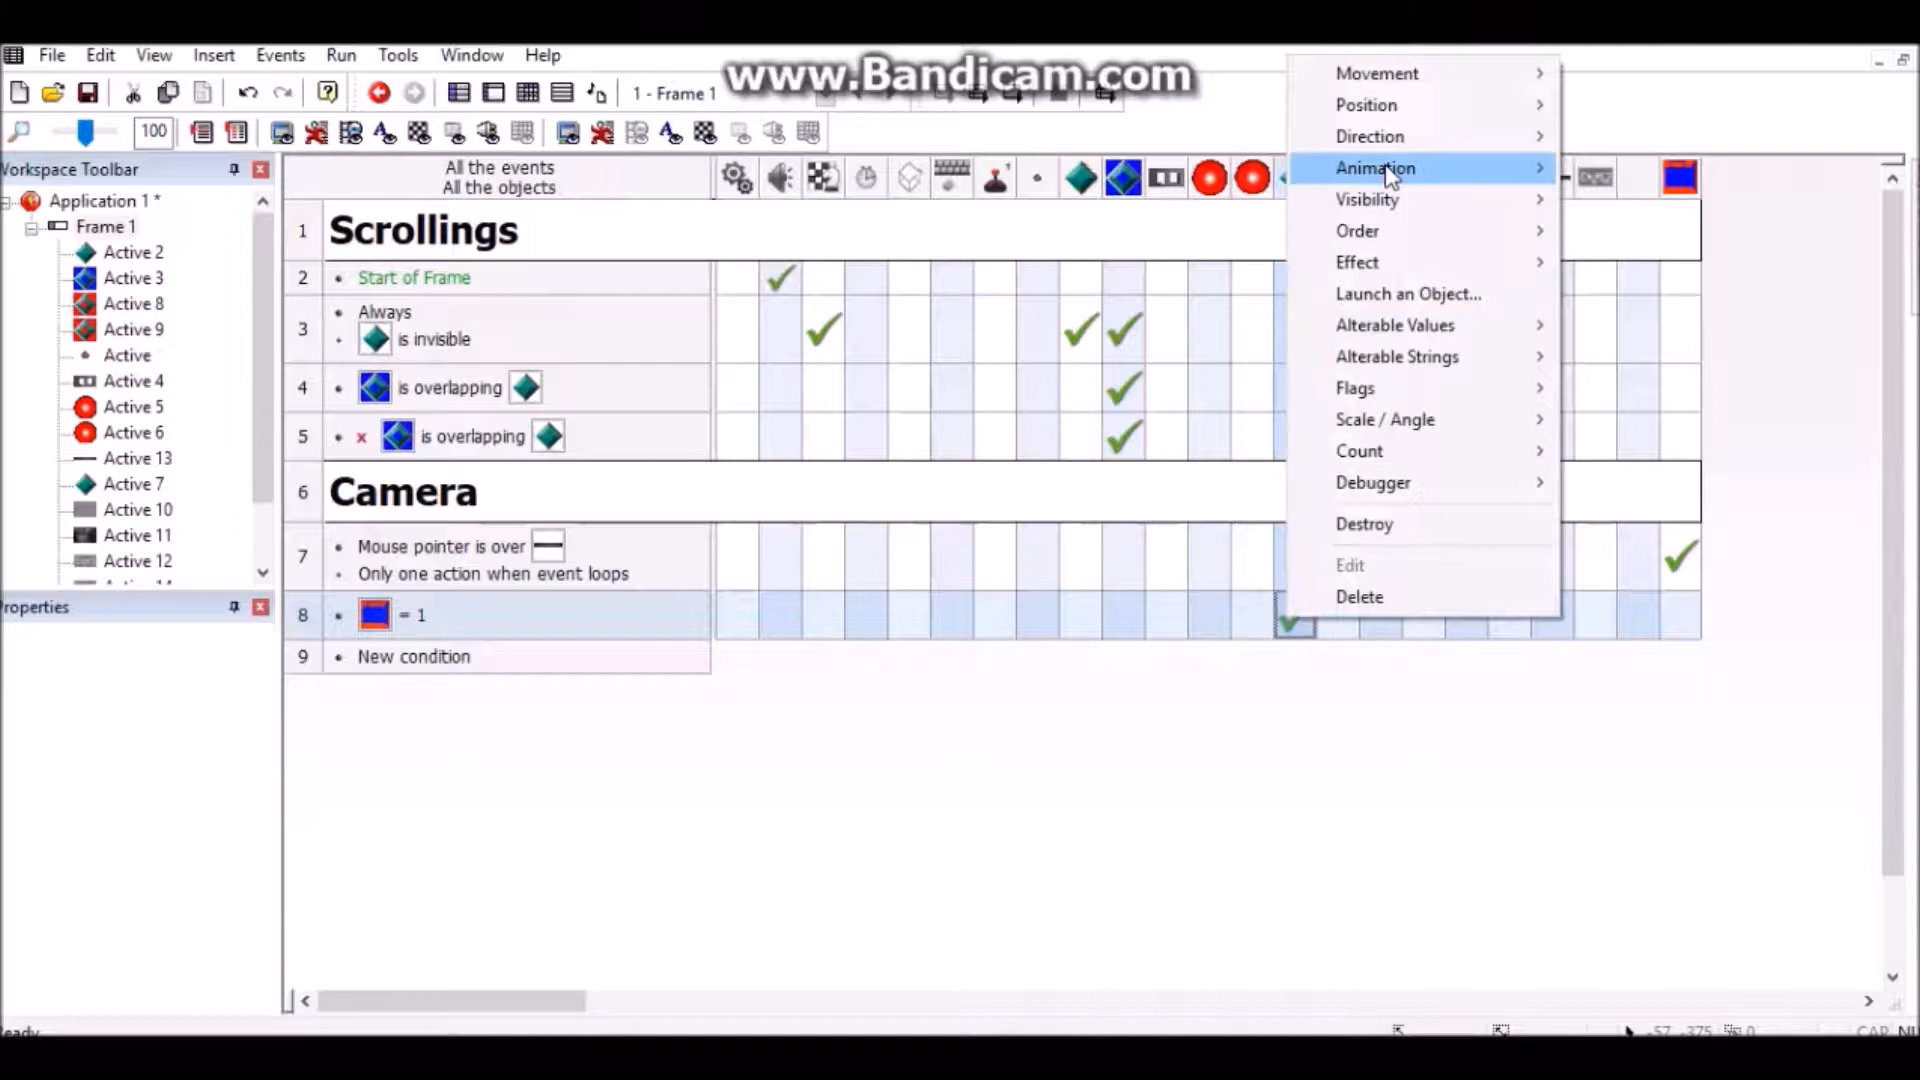 File Edit View Insert Events Run Tools Window Help
www.Bandicam.com
1 - Frame 1
100
Workspace Toolbar
Application 1 *
Frame 1
Active 2
Active 3
Active 8
Active 9
Active
Active 4
Active 5
Active 6
Active 13
Active 7
Active 10
Active 11
Active 12
Properties
All the events
All the objects
1 Scrollings
2 Start of Frame
3 Always
is invisible
4 is overlapping
5 x is overlapping
6 Camera
7 Mouse pointer is over
Only one action when event loops
8 = 1
9 New condition
Movement
Position
Direction
Animation
Visibility
Order
Effect
Launch an Object...
Alterable Values
Alterable Strings
Flags
Scale / Angle
Count
Debugger
Destroy
Edit
Delete